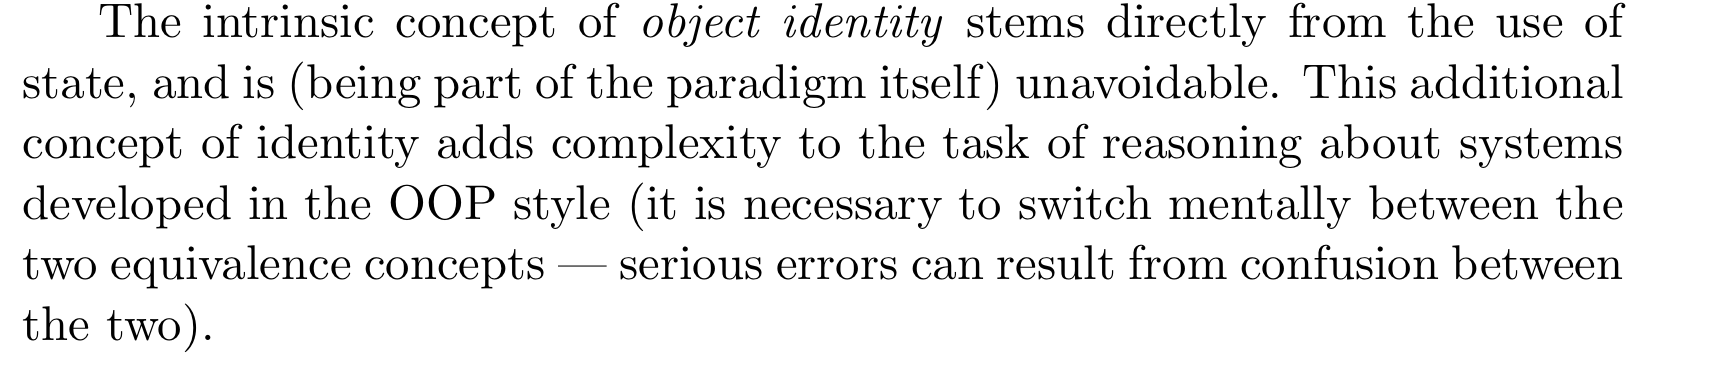 The intrinsic concept of object identity stems directly from the use of
state, and is (being part of the paradigm itself) unavoidable. This additional
concept of identity adds complexity to the task of reasoning about systems
developed in the OOP style (it is necessary to switch mentally between the
two equivalence concepts — serious errors can result from confusion between
the two).